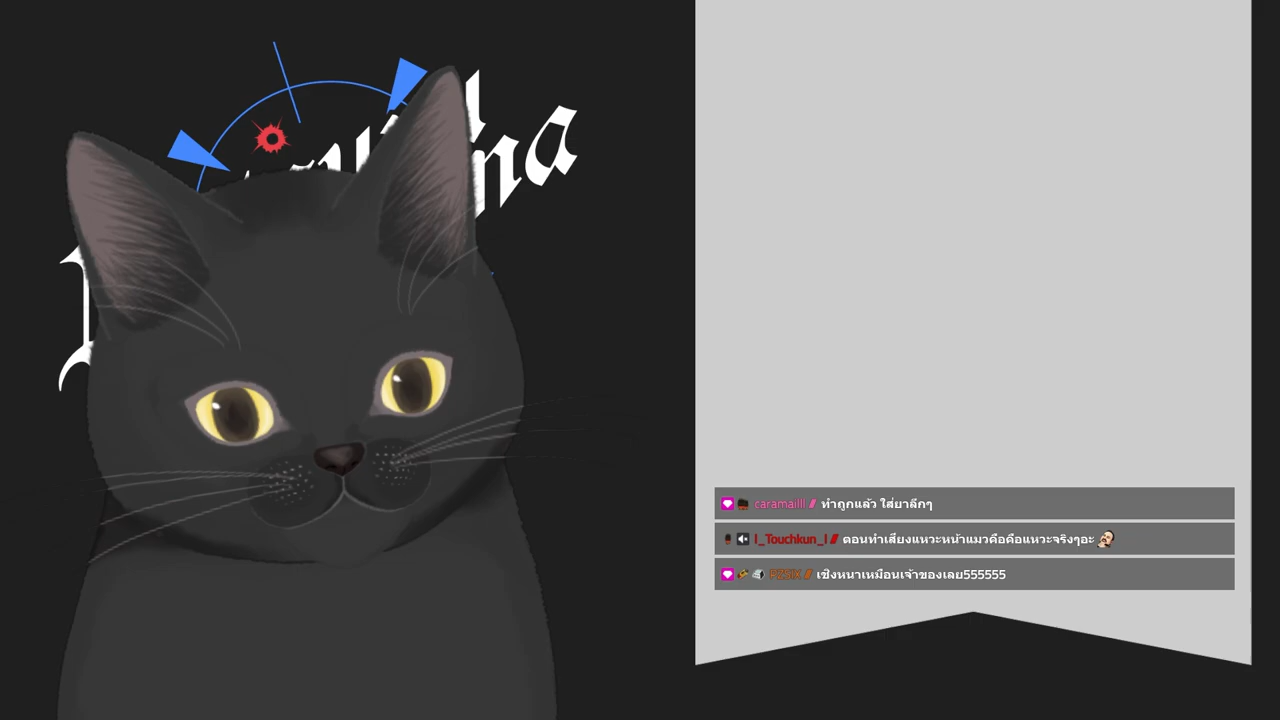 na
caramailll // ทำถูกแล้ว ใส่ยาลึกๆ
I_Touchkun_I // ตอนทำเสียงแหวะหน้าแมวคือคือแหวะจริงๆอะ
เชิงหนาเหมือนเจ้าของเลย555555